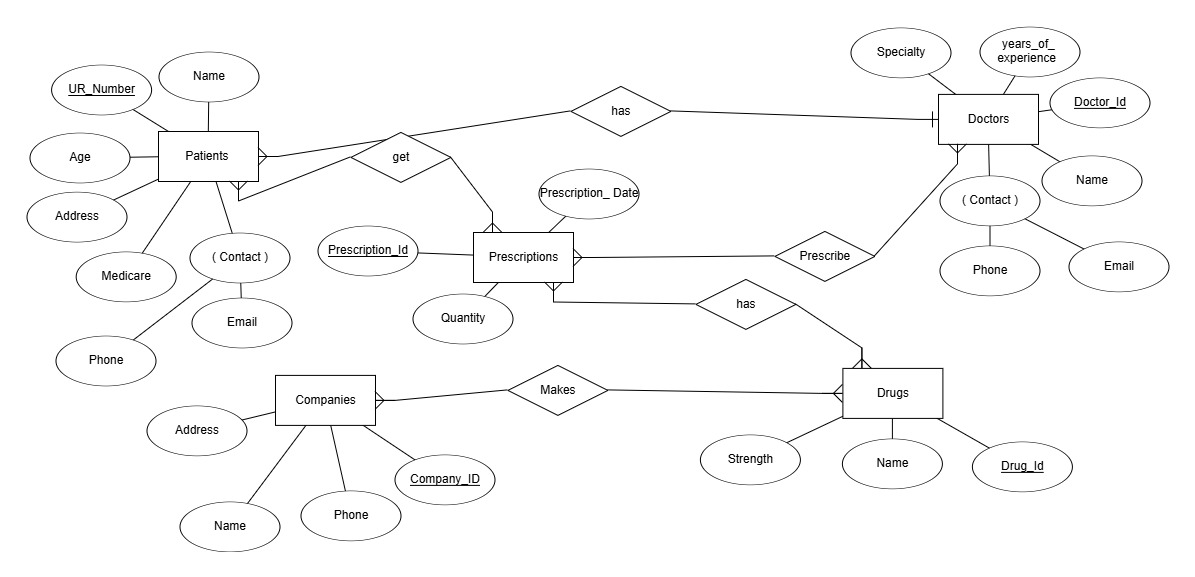 Specialty
years_of_
experience
Name
UR_Number
Doctor_Id
has
Doctors
Age
Patients
get
Name
Prescription_ Date
( Contact )
Address
Prescription_Id
Prescriptions
Prescribe
( Contact )
Medicare
Phone
Email
Email
Quantity
has
Phone
Companies
Makes
Drugs
Address
Strength
Name
Drug_Id
Company_ID
Name
Phone